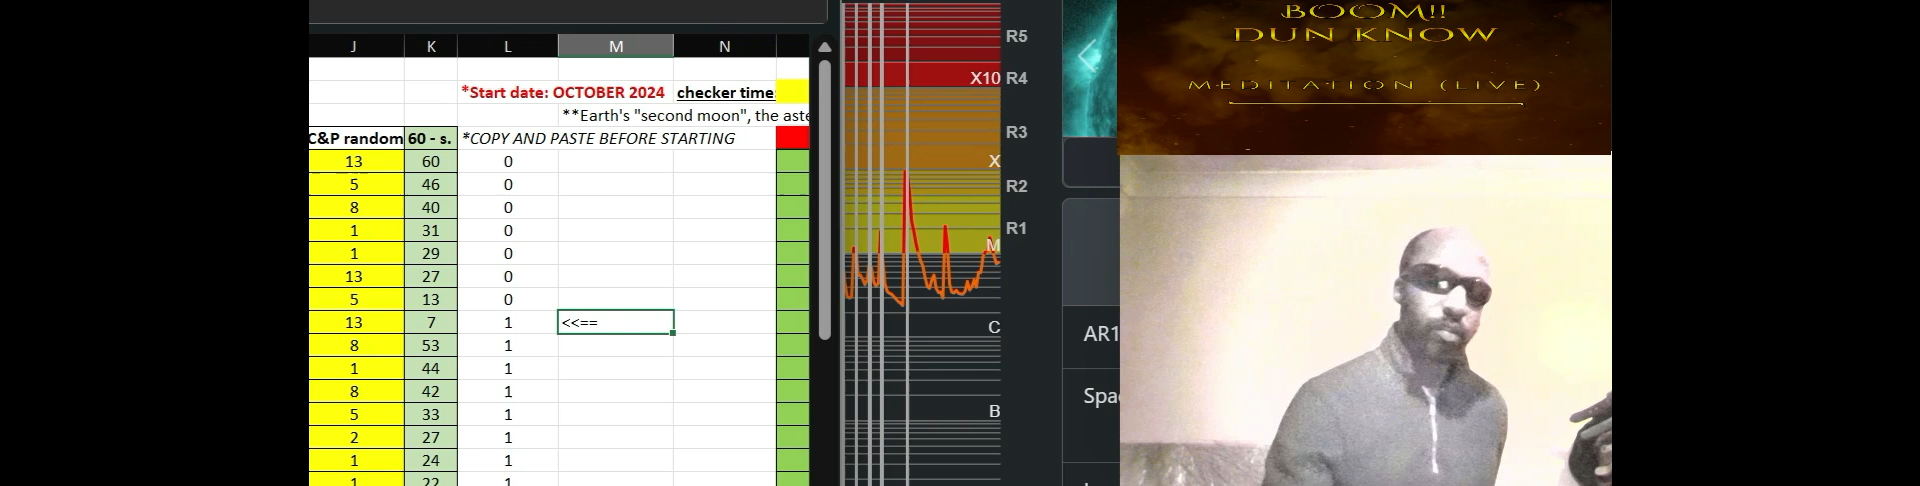 J K L M N
*Start date: OCTOBER 2024 checker time:
**Earth's "second moon", the aste
C&P random 60 - s. *COPY AND PASTE BEFORE STARTING
13 60 0
5 46 0
8 40 0
1 31 0
1 29 0
13 27 0
5 13 0
13 7 1 <<==
8 53 1
1 44 1
8 42 1
5 33 1
2 27 1
1 24 1
1 22 1
R5
X10 R4
R3
X
R2
R1
M
C
B
AR1
Spa
BOOM!!
DUN KNOW
MEDITATION (LIVE)